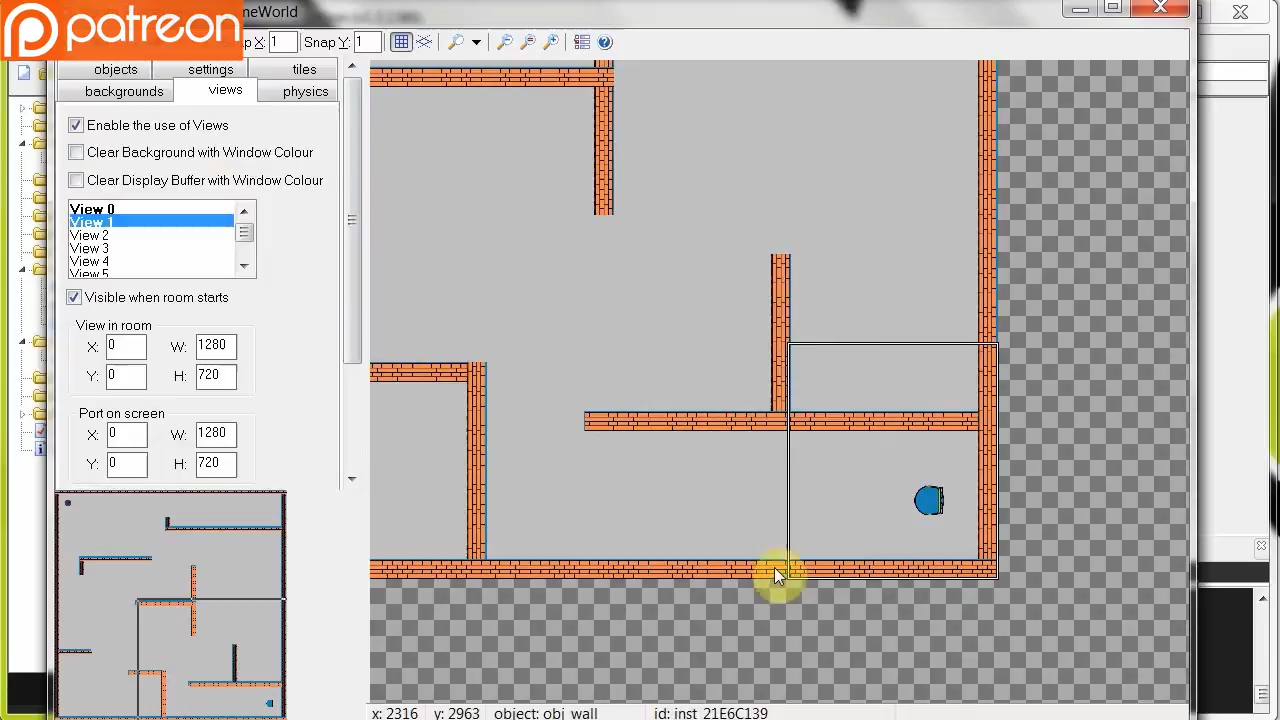 patreon
meWorld
X: 1
Snap Y: 1
objects
settings
tiles
backgrounds
views
physics
Enable the use of Views
Clear Background with Window Colour
Clear Display Buffer with Window Colour
View 0
View 1
View 2
View 3
View 4
View 5
Visible when room starts
View in room
X: 0 W: 1280
Y: 0 H: 720
Port on screen
X: 0 W: 1280
Y: 0 H: 720
x: 2316 y: 2963 object: obj_wall id: inst_21E6C139